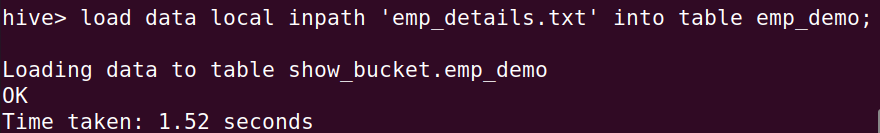 hive> load data local inpath 'emp_details.txt' into table emp_demo;
Loading data to table show_bucket.emp_demo
OK
Time taken: 1.52 seconds